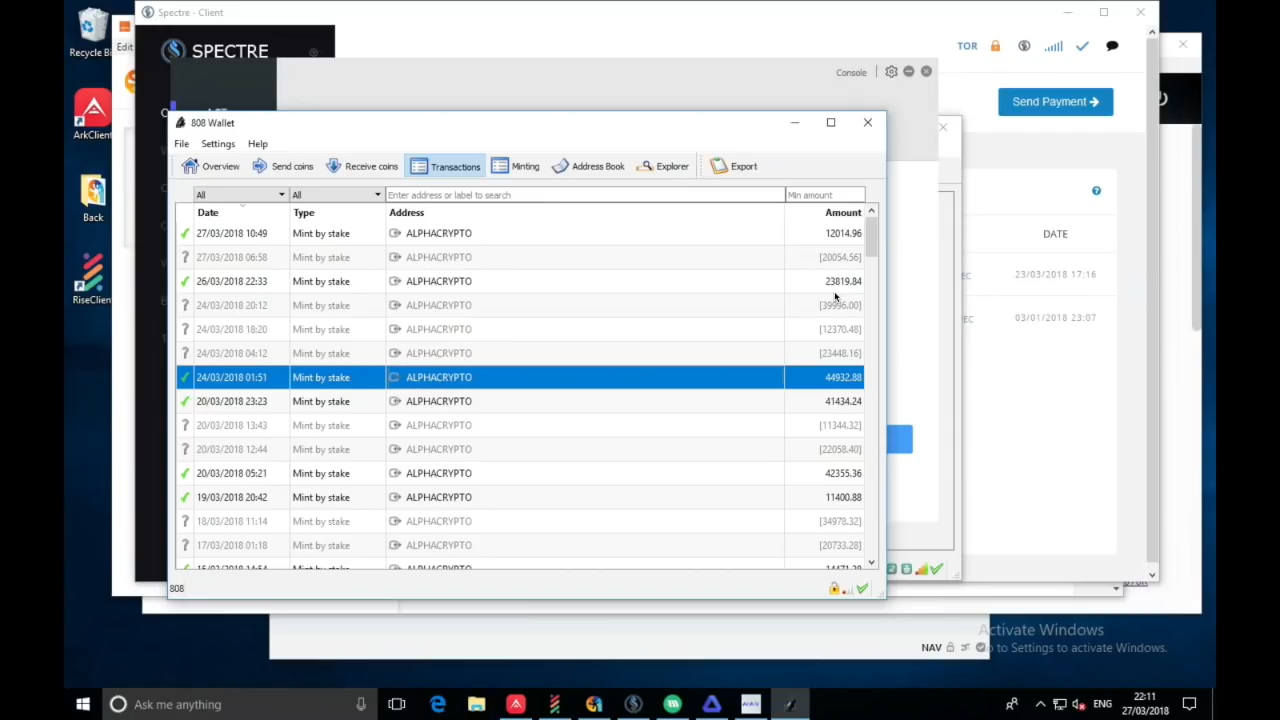 Spectre - Client
Recycle Bi
Edit
SPECTRE
TOR
Console
Send Payment
ArkClien
808 Wallet
File Settings Help
Overview Send coins Receive coins Transactions Minting Address Book Explorer Export
All All Enter address or label to search Min amount
Date Type Address Amount
27/03/2018 10:49 Mint by stake ALPHACRYPTO 12014.96
27/03/2018 06:58 Mint by stake ALPHACRYPTO [20054.56]
26/03/2018 22:33 Mint by stake ALPHACRYPTO 23819.84
24/03/2018 20:12 Mint by stake ALPHACRYPTO [39996.00]
24/03/2018 18:20 Mint by stake ALPHACRYPTO [12370.48]
24/03/2018 04:12 Mint by stake ALPHACRYPTO [23448.16]
24/03/2018 01:51 Mint by stake ALPHACRYPTO 44932.88
20/03/2018 23:23 Mint by stake ALPHACRYPTO 41434.24
20/03/2018 13:43 Mint by stake ALPHACRYPTO [11344.32]
20/03/2018 12:44 Mint by stake ALPHACRYPTO [22058.40]
20/03/2018 05:21 Mint by stake ALPHACRYPTO 42355.36
19/03/2018 20:42 Mint by stake ALPHACRYPTO 11400.88
18/03/2018 11:14 Mint by stake ALPHACRYPTO [34978.32]
17/03/2018 01:18 Mint by stake ALPHACRYPTO [20733.28]
808
Back
RiseClient
DATE
EC 23/03/2018 17:16
EC 03/01/2018 23:07
NAV
Activate Windows
o to Settings to activate Windows.
Ask me anything
ENG
22:11
27/03/2018